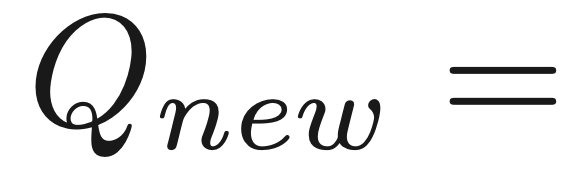 Q_{new} =